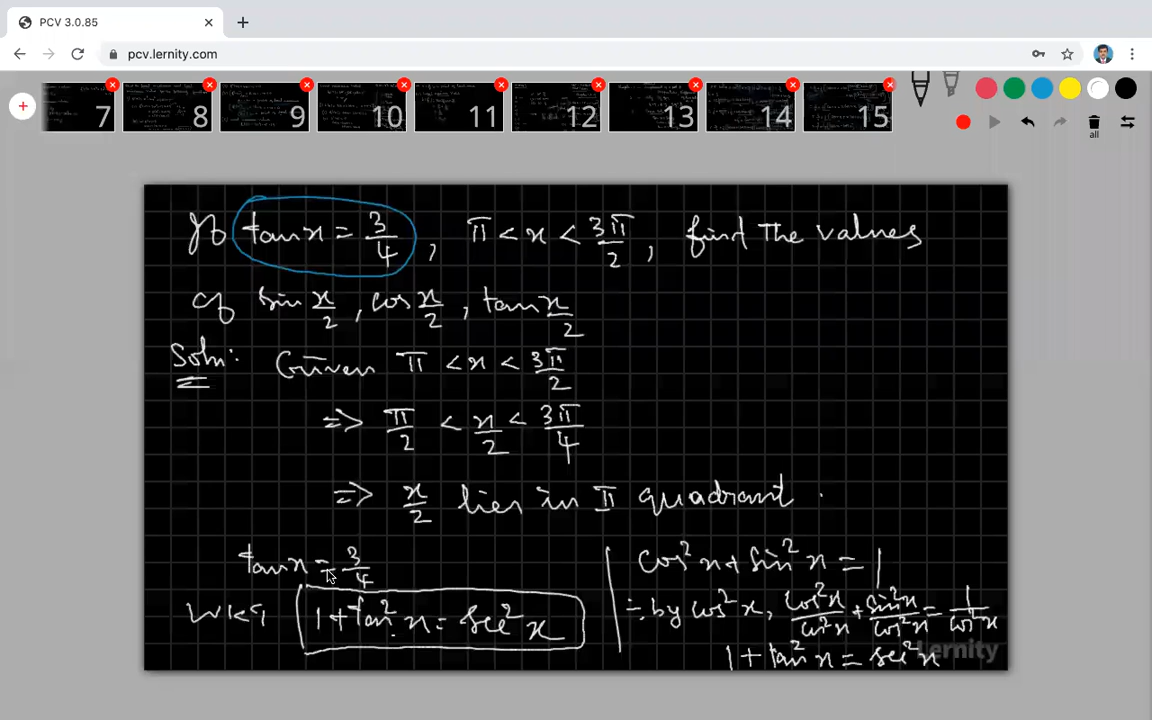 PCV 3.0.85
pcv.lernity.com
7 8 9 10 11 12 13 14 15
all
If tan x = 3/4, π < x < 3π/2, find the values
of sin x/2, cos x/2, tan x/2
Soln: Given π < x < 3π/2
=> π/2 < x/2 < 3π/4
=> x/2 lies in II quadrant.
tan x = 3/4
WKT 1 + tan² x = sec² x
cos² x + sin² x = 1
÷ by cos² x, cos² x/cos² x + sin² x/cos² x = 1/cos² x
1 + tan² x = sec² x
Lernity